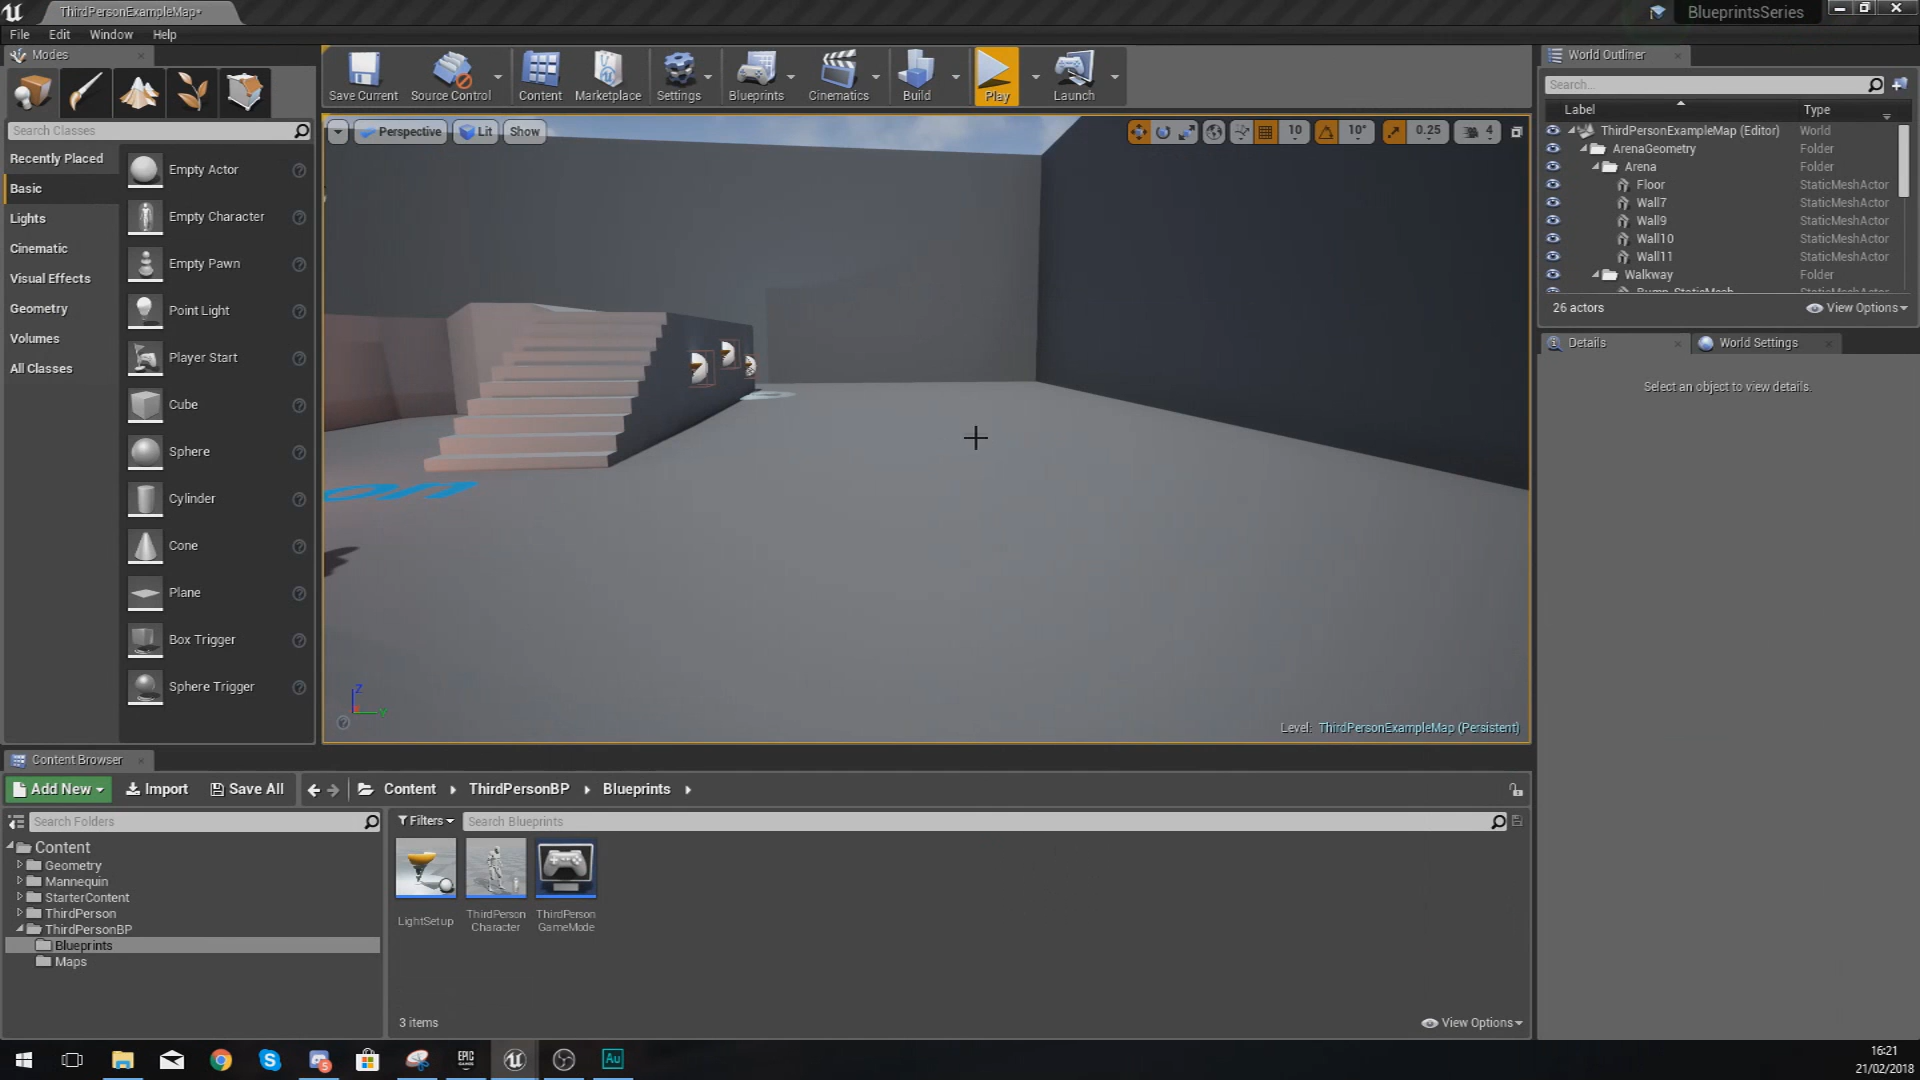 ThirdPersonExampleMap*
BlueprintsSeries
File Edit Window Help
Modes
Search Classes
Recently Placed
Basic
Lights
Cinematic
Visual Effects
Geometry
Volumes
All Classes
Empty Actor
Empty Character
Empty Pawn
Point Light
Player Start
Cube
Sphere
Cylinder
Cone
Plane
Box Trigger
Sphere Trigger
Save Current
Source Control
Content
Marketplace
Settings
Blueprints
Cinematics
Build
Play
Launch
Perspective Lit Show
10 10° 0.25 4
Level: ThirdPersonExampleMap (Persistent)
World Outliner
Search...
Label Type
ThirdPersonExampleMap (Editor) World
ArenaGeometry Folder
Arena Folder
Floor StaticMeshActor
Wall7 StaticMeshActor
Wall9 StaticMeshActor
Wall10 StaticMeshActor
Wall11 StaticMeshActor
Walkway Folder
Bump_StaticMesh StaticMeshActor
26 actors
View Options
Details
World Settings
Select an object to view details.
Content Browser
Add New Import Save All Content ThirdPersonBP Blueprints
Search Folders
Content
Geometry
Mannequin
StarterContent
ThirdPerson
ThirdPersonBP
Blueprints
Maps
Filters
Search Blueprints
LightSetup
ThirdPerson
Character
ThirdPerson
GameMode
3 items
View Options
EPIC
GAMES
5
Au
16:21
21/02/2018